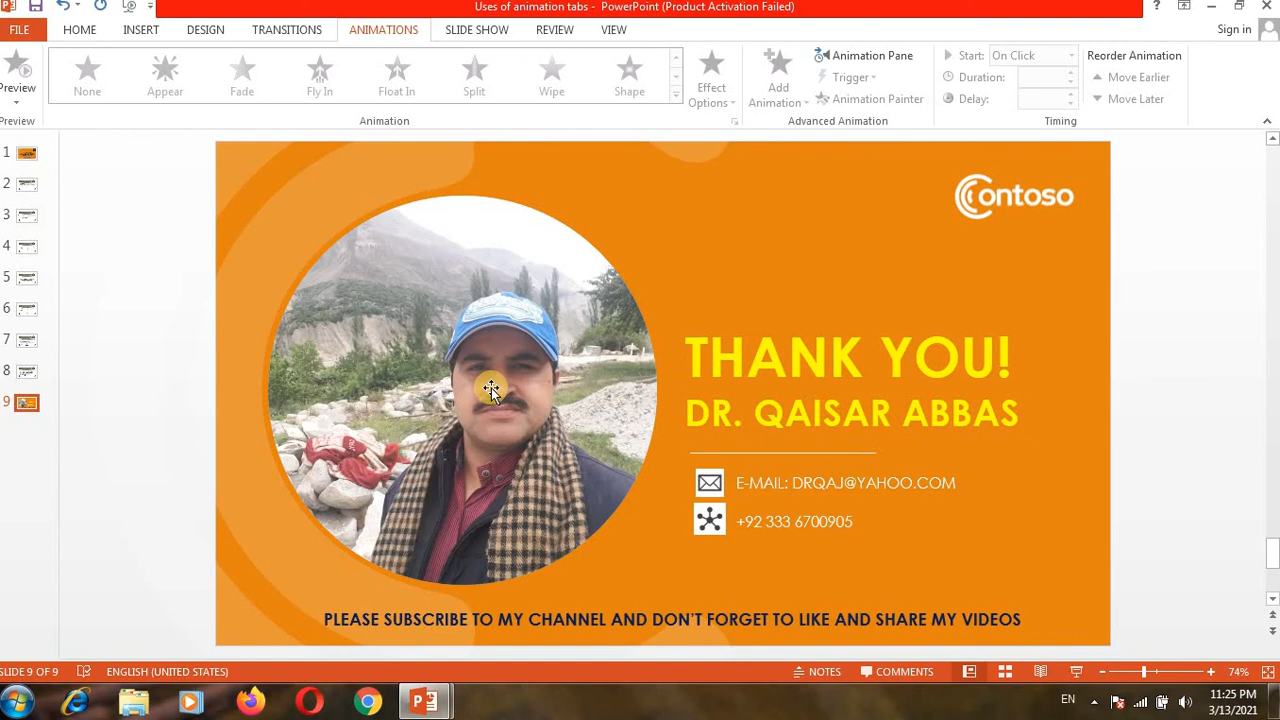 Uses of animation tabs - PowerPoint (Product Activation Failed)
FILE HOME INSERT DESIGN TRANSITIONS ANIMATIONS SLIDE SHOW REVIEW VIEW Sign in
Preview
None Appear Fade Fly In Float In Split Wipe Shape
Effect Options
Add Animation
Animation Pane
Trigger
Animation Painter
Start: On Click
Duration:
Delay:
Reorder Animation
Move Earlier
Move Later
Preview Animation Advanced Animation Timing
1
2
3
4
5
6
7
8
9
Contoso
THANK YOU!
DR. QAISAR ABBAS
E-MAIL: DRQAJ@YAHOO.COM
+92 333 6700905
PLEASE SUBSCRIBE TO MY CHANNEL AND DON'T FORGET TO LIKE AND SHARE MY VIDEOS
SLIDE 9 OF 9 ENGLISH (UNITED STATES) NOTES COMMENTS 74%
EN 11:25 PM
3/13/2021